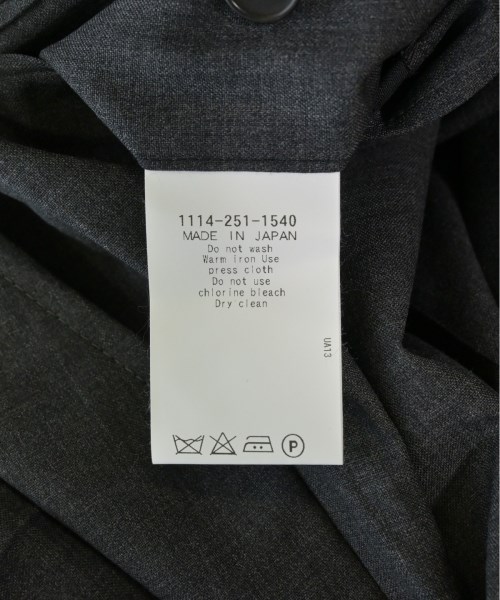 1114-251-1540
MADE IN JAPAN
Do not wash
Warm iron Use
press cloth
Do not use
chlorine bleach
Dry clean
UA13
P